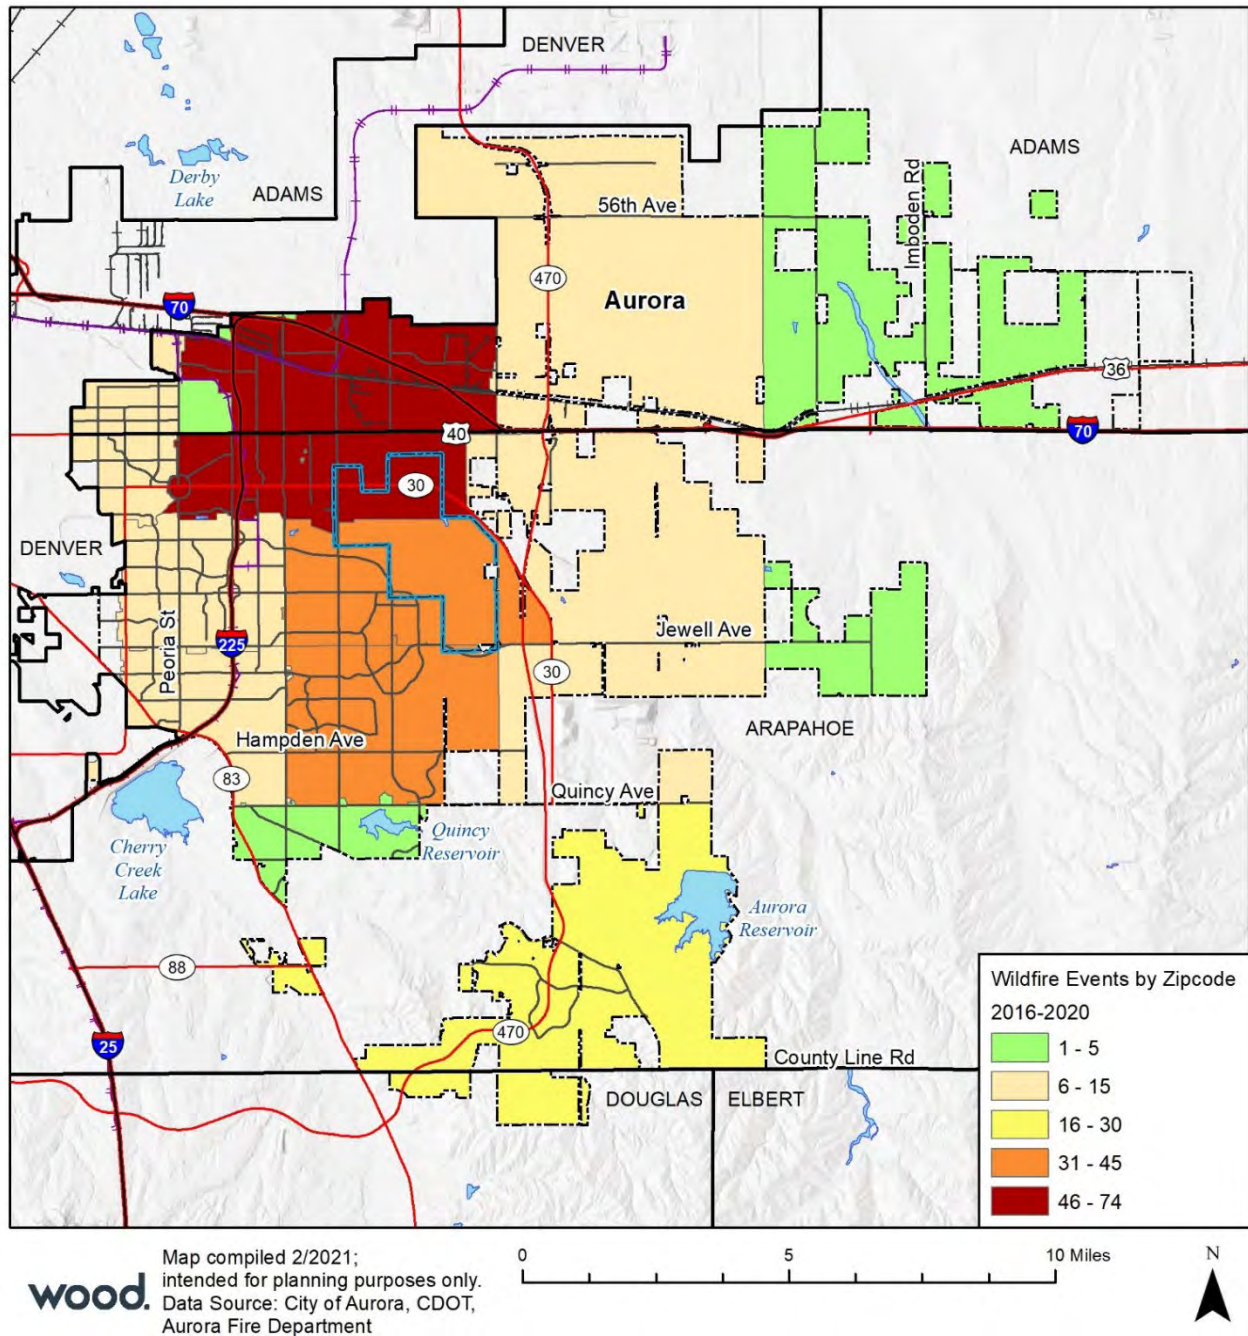 DENVER
ADAMS
Derby
Lake
ADAMS
56th Ave
Imboden Rd
470
Aurora
70
36
40
70
30
DENVER
Peoria St
225
Jewell Ave
30
Hampden Ave
ARAPAHOE
83
Quincy Ave
Cherry
Creek
Lake
Quincy
Reservoir
Aurora
Reservoir
88
470
25
County Line Rd
DOUGLAS
ELBERT
Wildfire Events by Zipcode
2016-2020
1 - 5
6 - 15
16 - 30
31 - 45
46 - 74
wood.
Map compiled 2/2021;
intended for planning purposes only.
Data Source: City of Aurora, CDOT,
Aurora Fire Department
0 5 10 Miles
N